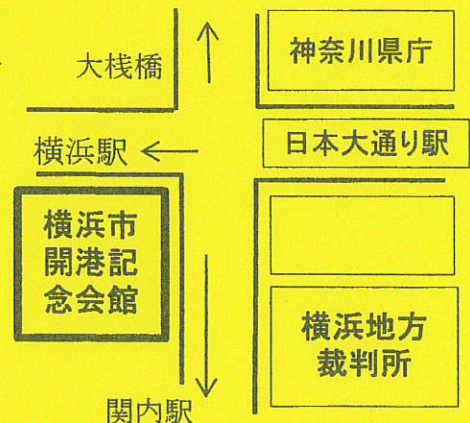 大桟橋
神奈川県庁
横浜駅
日本大通り駅
横浜市
開港記
念会館
横浜地方
裁判所
関内駅